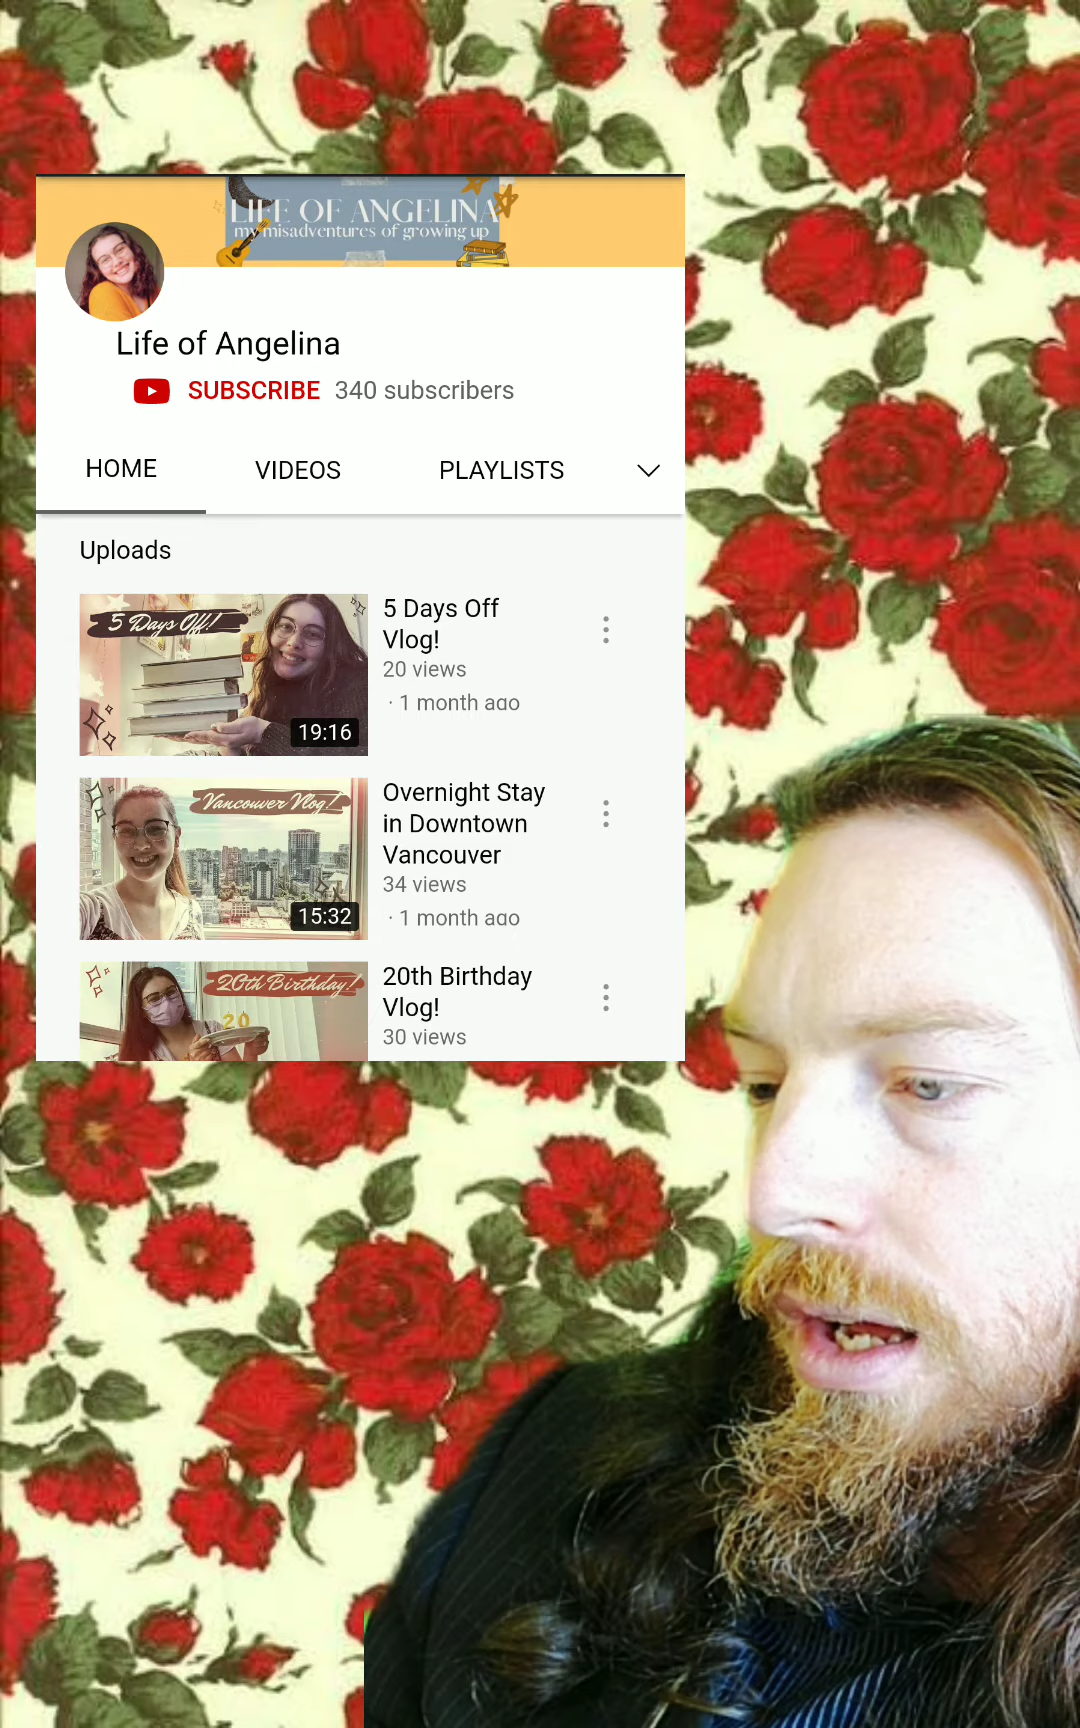 LIFE OF ANGELINA
my misadventures of growing up
Life of Angelina
SUBSCRIBE 340 subscribers
HOME VIDEOS PLAYLISTS
Uploads
5 Days Off!
19:16
5 Days Off
Vlog!
20 views
· 1 month ago
Vancouver Vlog!
15:32
Overnight Stay
in Downtown
Vancouver
34 views
· 1 month ago
20th Birthday!
20
20th Birthday
Vlog!
30 views